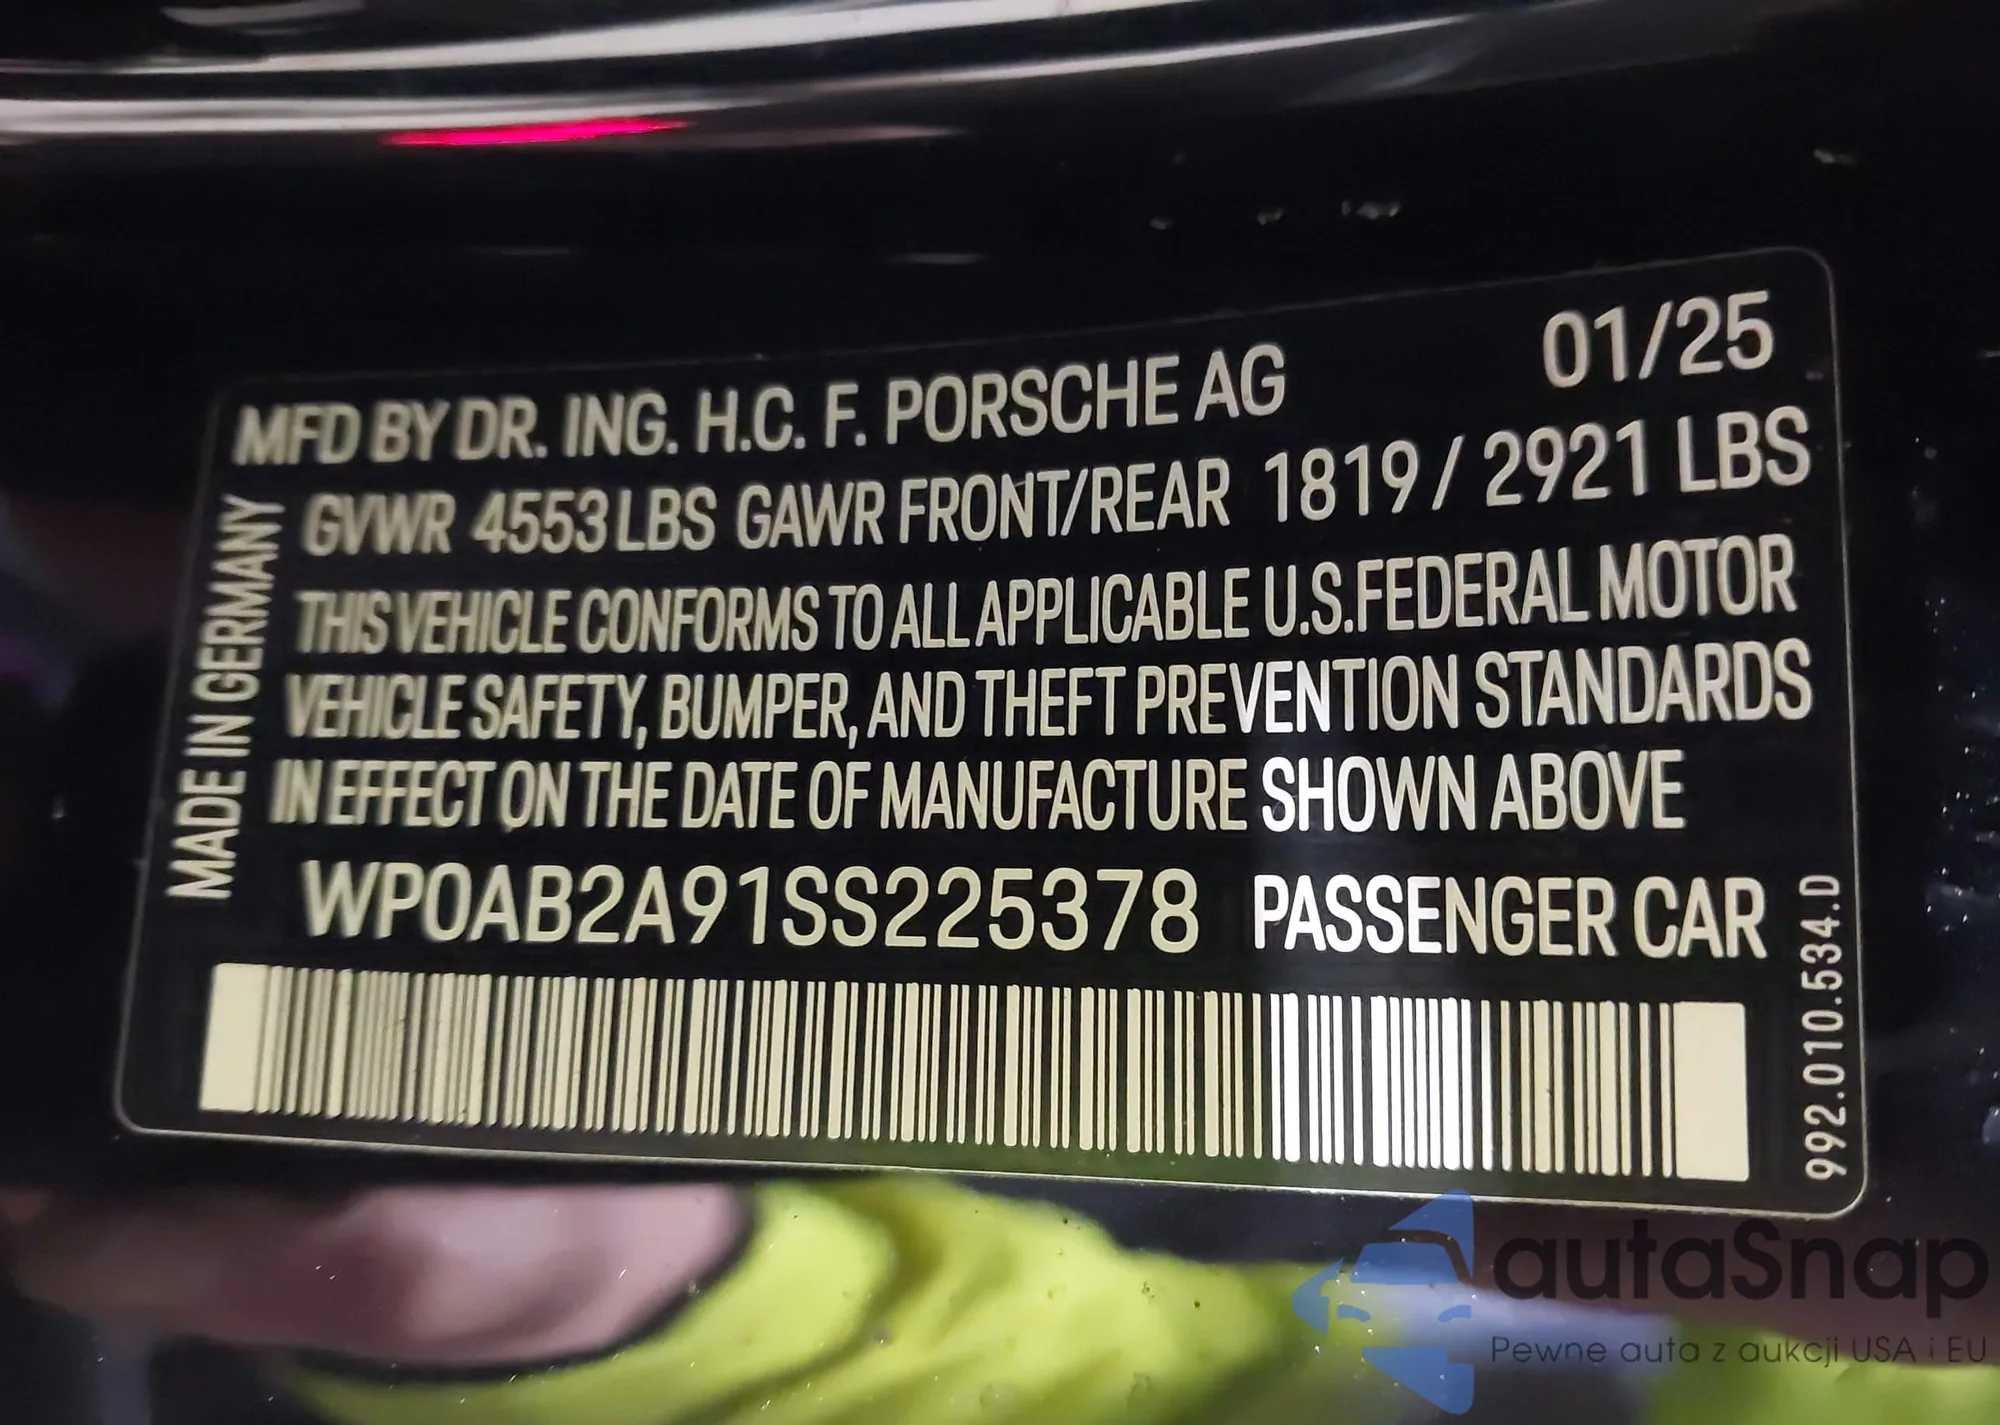 MFD BY DR. ING. H.C. F. PORSCHE AG 01/25
GVWR 4553 LBS GAWR FRONT/REAR 1819 / 2921 LBS
THIS VEHICLE CONFORMS TO ALL APPLICABLE U.S.FEDERAL MOTOR
VEHICLE SAFETY, BUMPER, AND THEFT PREVENTION STANDARDS
IN EFFECT ON THE DATE OF MANUFACTURE SHOWN ABOVE
WP0AB2A91SS225378 PASSENGER CAR
MADE IN GERMANY
992.010.534.D
autaSnap
Pewne auta z aukcji USA i EU